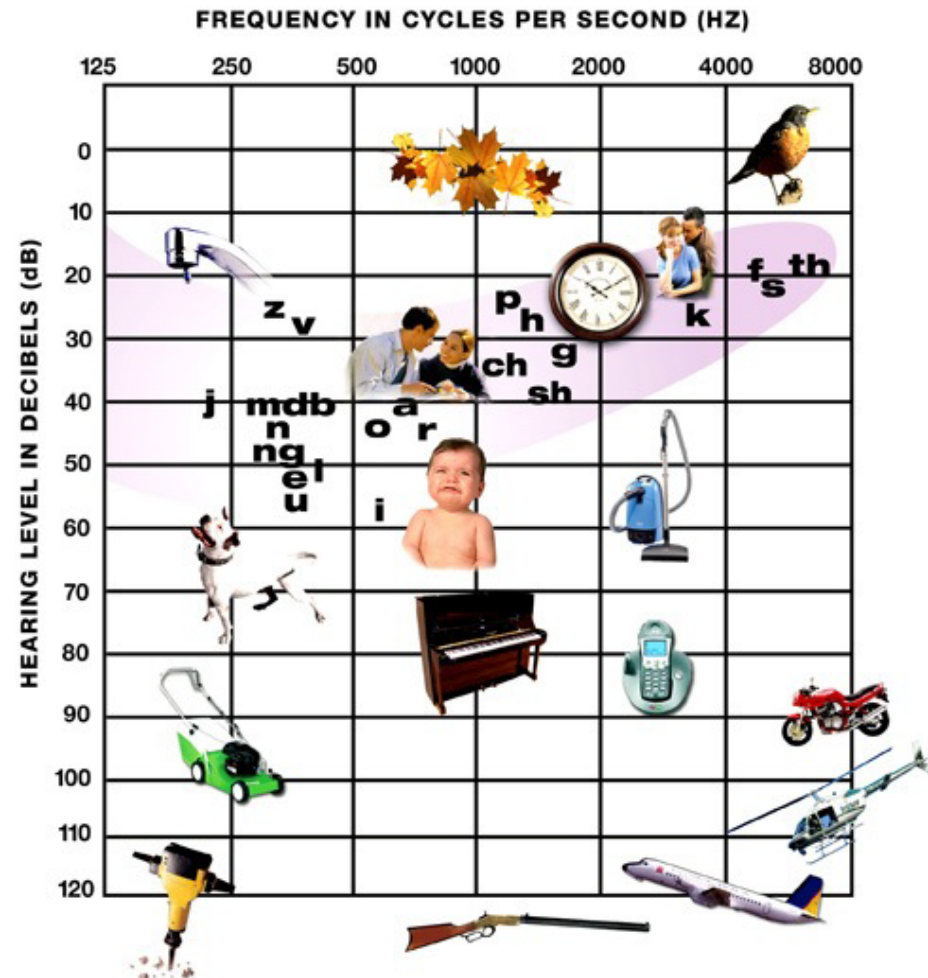 FREQUENCY IN CYCLES PER SECOND (HZ)
125 250 500 1000 2000 4000 8000
HEARING LEVEL IN DECIBELS (dB)
0
10
20
30
40
50
60
70
80
90
100
110
120
f s th
z v
p h
k
g
ch
sh
j
mdb
n
ng
e l
u
a
o r
i